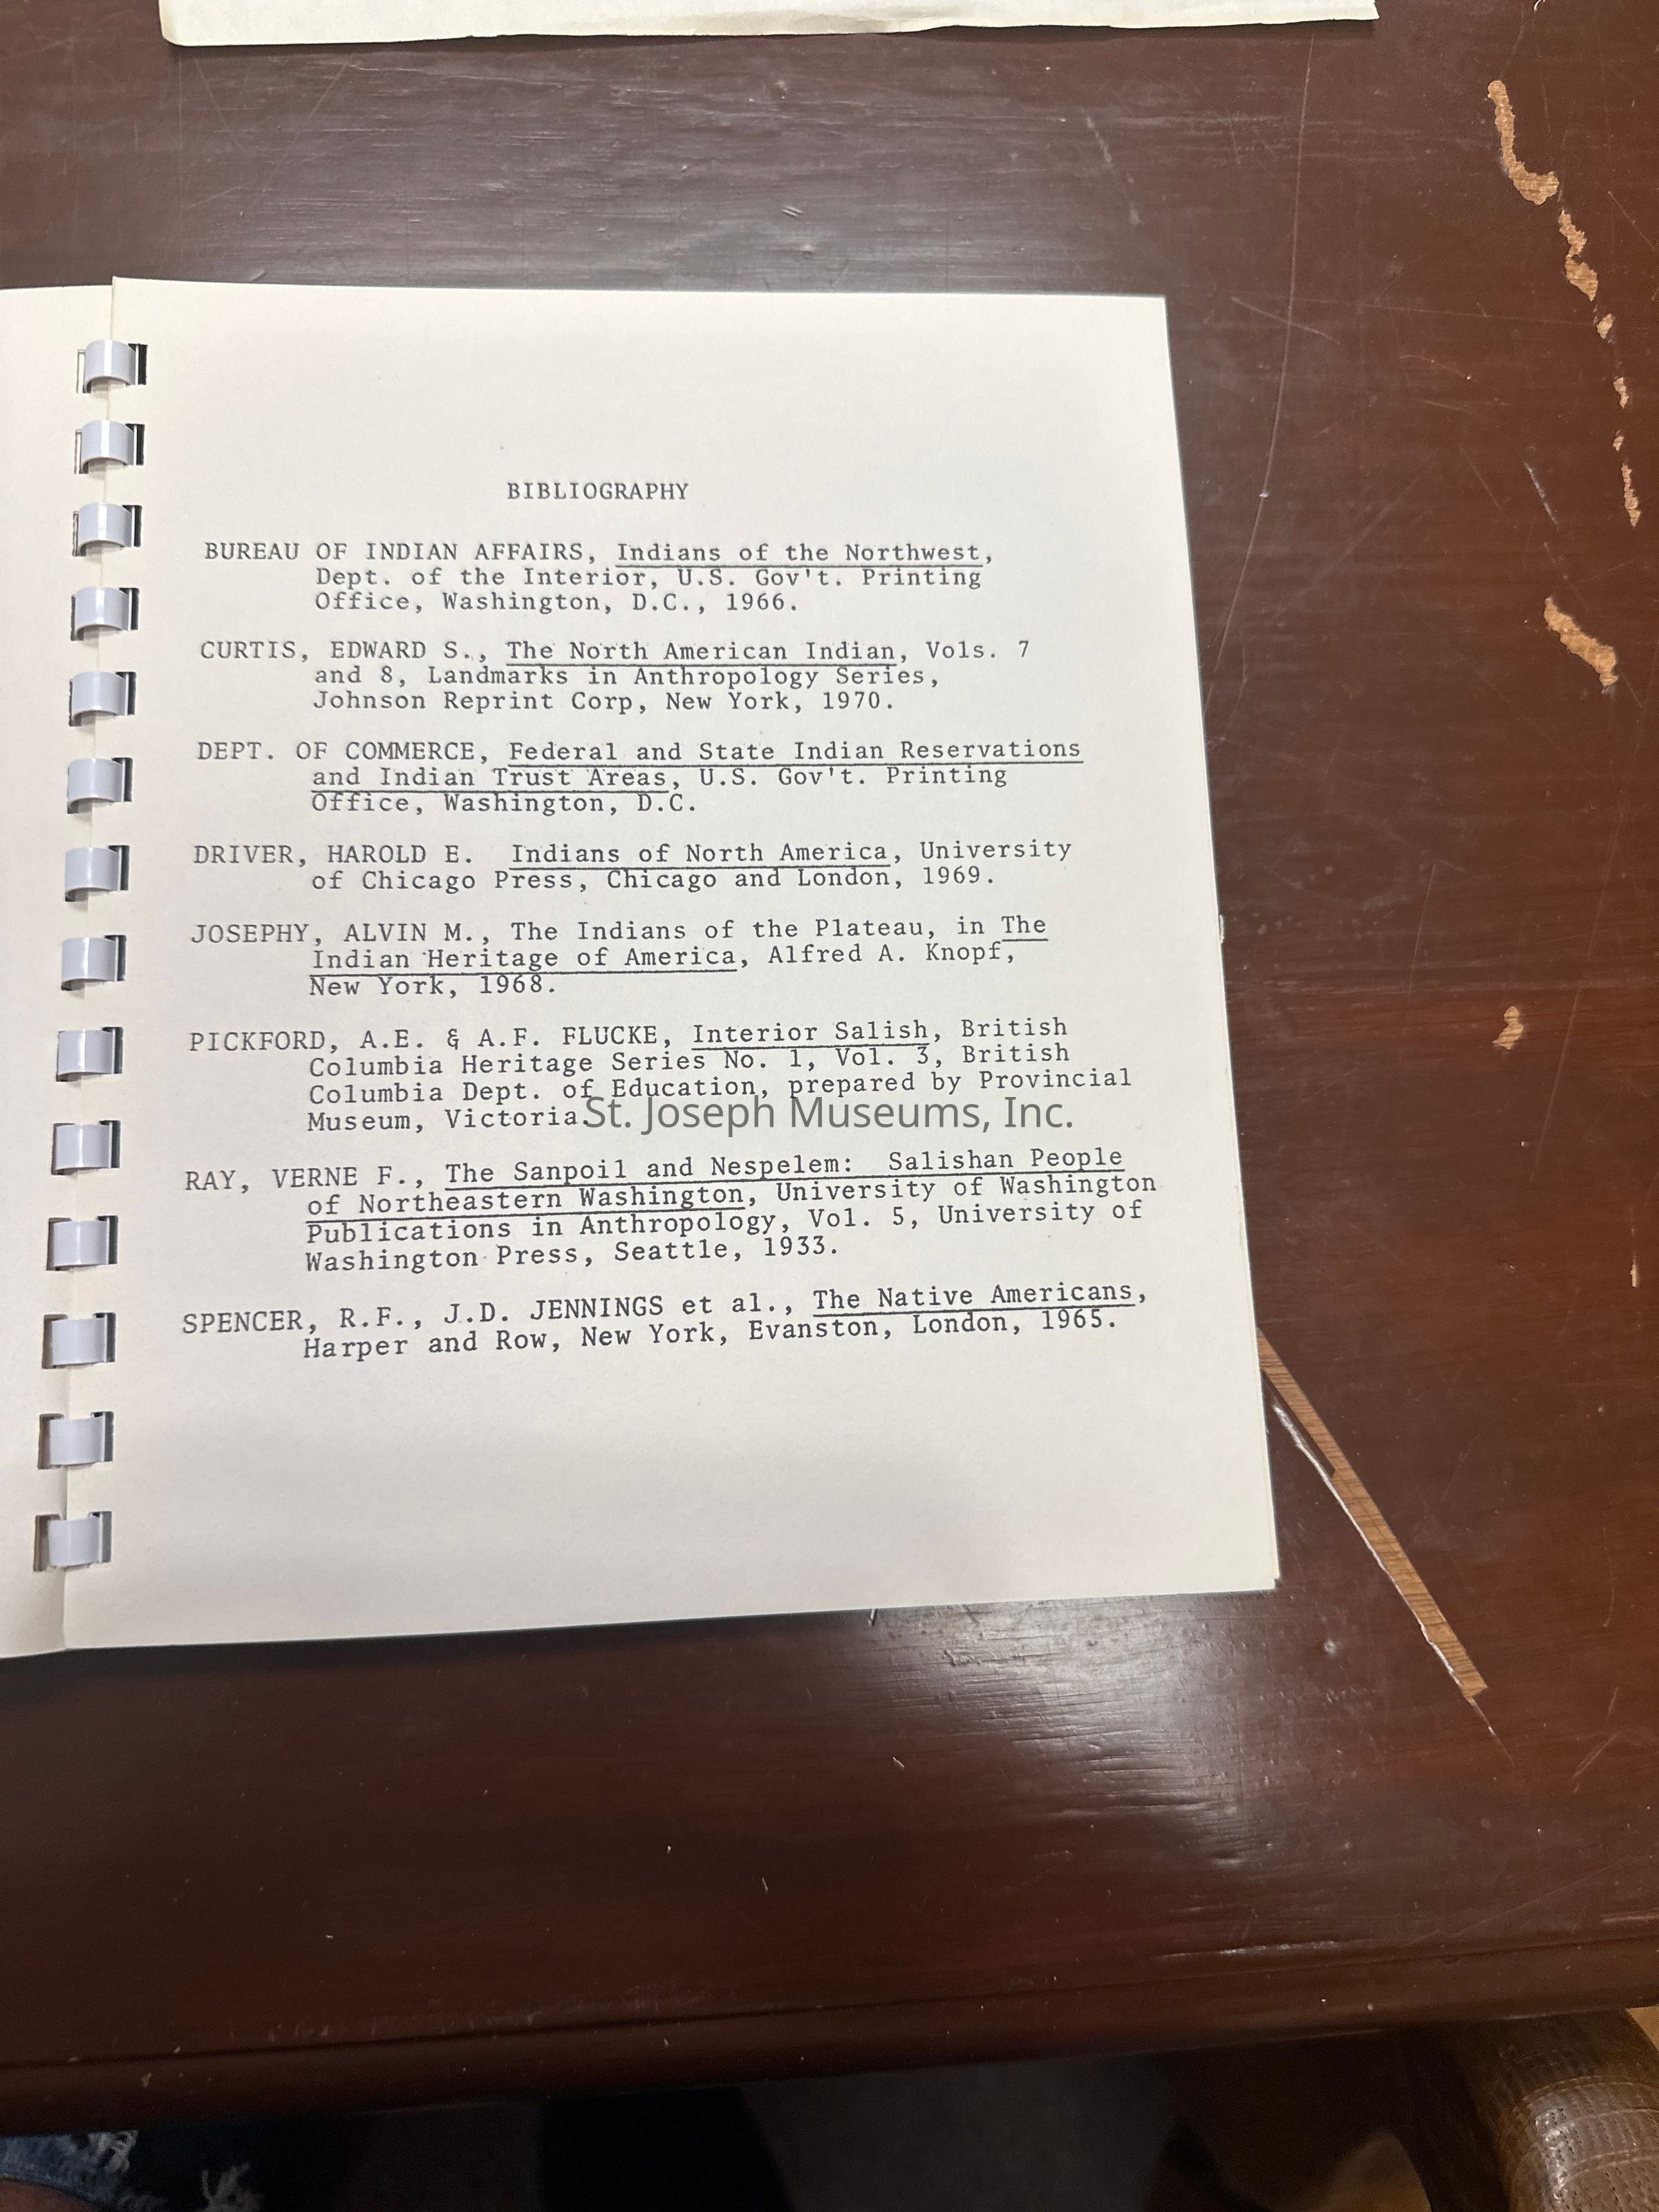 BIBLIOGRAPHY
BUREAU OF INDIAN AFFAIRS, Indians of the Northwest,
Dept. of the Interior, U.S. Gov't. Printing
Office, Washington, D.C., 1966.
CURTIS, EDWARD S., The North American Indian, Vols. 7
and 8, Landmarks in Anthropology Series,
Johnson Reprint Corp, New York, 1970.
DEPT. OF COMMERCE, Federal and State Indian Reservations
and Indian Trust Areas, U.S. Gov't. Printing
Office, Washington, D.C.
DRIVER, HAROLD E. Indians of North America, University
of Chicago Press, Chicago and London, 1969.
JOSEPHY, ALVIN M., The Indians of the Plateau, in The
Indian Heritage of America, Alfred A. Knopf,
New York, 1968.
PICKFORD, A.E. & A.F. FLUCKE, Interior Salish, British
Columbia Heritage Series No. 1, Vol. 3, British
Columbia Dept. of Education, prepared by Provincial
Museum, Victoria.
St. Joseph Museums, Inc.
RAY, VERNE F., The Sanpoil and Nespelem: Salishan People
of Northeastern Washington, University of Washington
Publications in Anthropology, Vol. 5, University of
Washington Press, Seattle, 1933.
SPENCER, R.F., J.D. JENNINGS et al., The Native Americans,
Harper and Row, New York, Evanston, London, 1965.